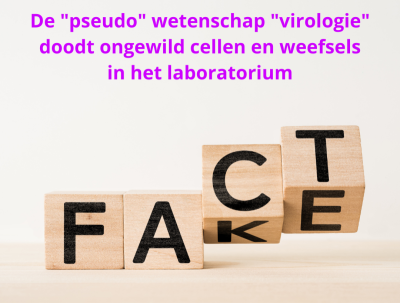 De "pseudo" wetenschap "virologie"
doodt ongewild cellen en weefsels
in het laboratorium
FACT
KE